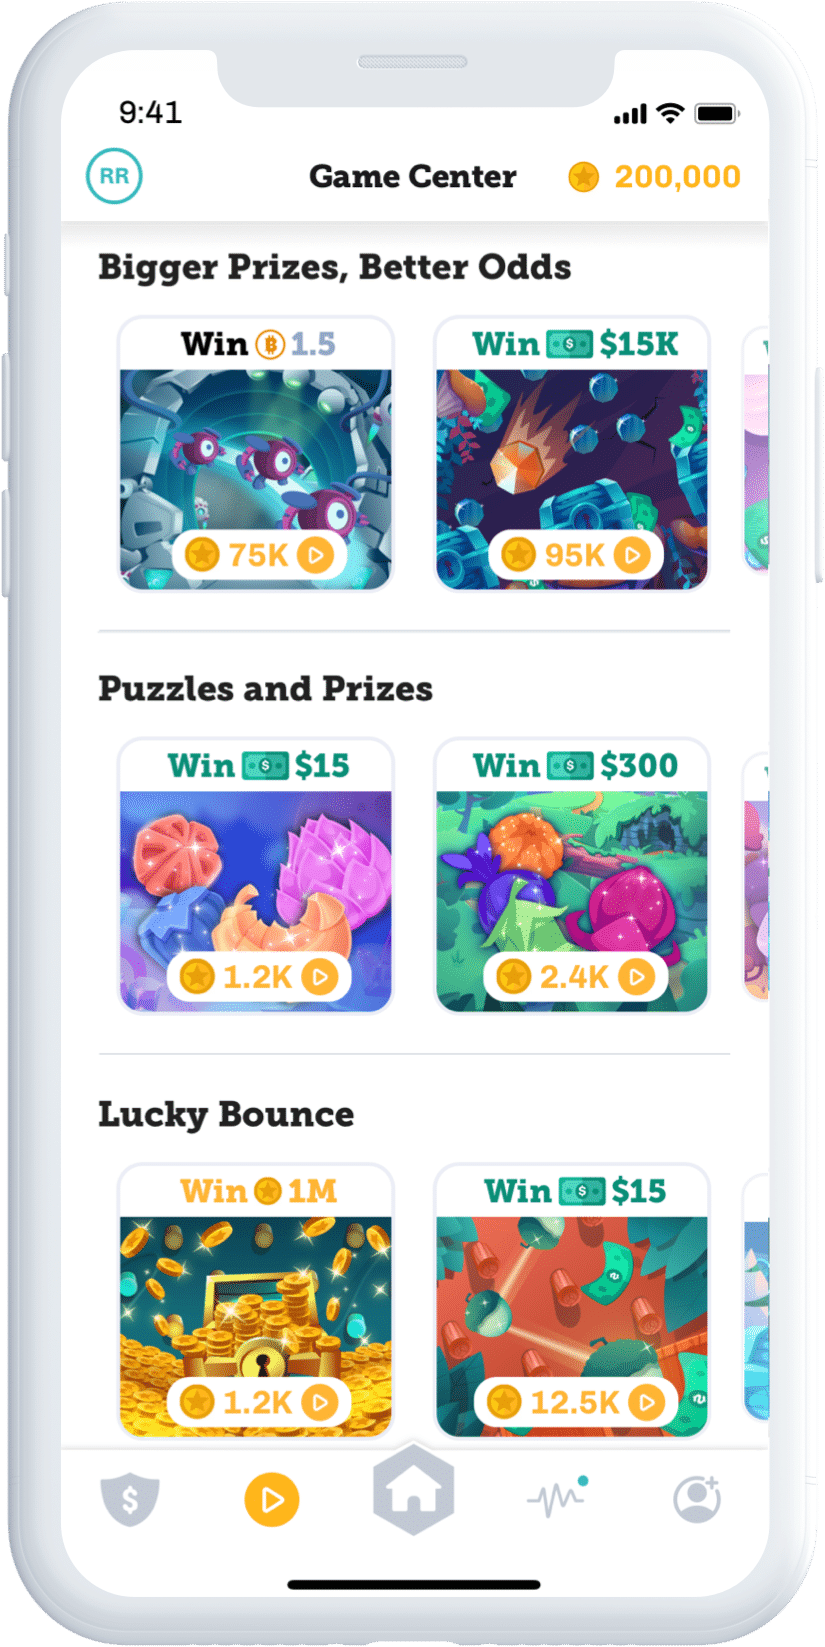 9:41
RR
Game Center
200,000
Bigger Prizes, Better Odds
Win 1.5
Win $15K
75K
95K
Puzzles and Prizes
Win $15
Win $300
1.2K
2.4K
Lucky Bounce
Win 1M
Win $15
1.2K
12.5K